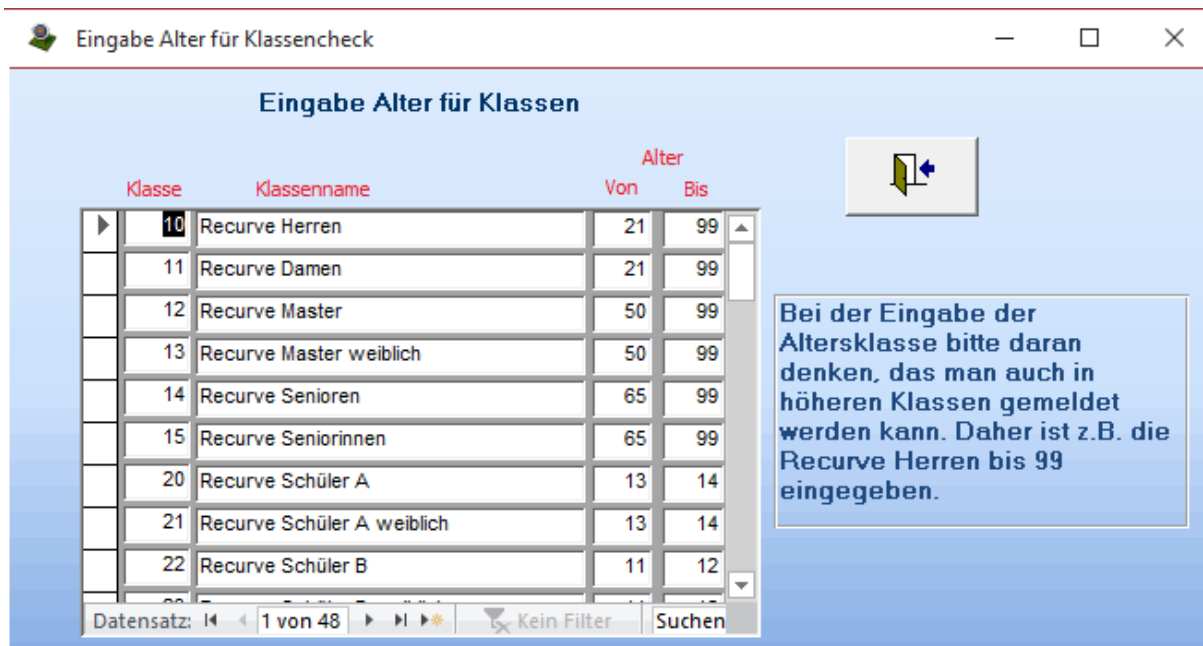 Eingabe Alter für Klassencheck
Eingabe Alter für Klassen
Alter
Klasse Klassenname Von Bis
10 Recurve Herren 21 99
11 Recurve Damen 21 99
12 Recurve Master 50 99
13 Recurve Master weiblich 50 99
14 Recurve Senioren 65 99
15 Recurve Seniorinnen 65 99
20 Recurve Schüler A 13 14
21 Recurve Schüler A weiblich 13 14
22 Recurve Schüler B 11 12
Datensatz: 1 von 48 Kein Filter Suchen
Bei der Eingabe der
Altersklasse bitte daran
denken, das man auch in
höheren Klassen gemeldet
werden kann. Daher ist z.B. die
Recurve Herren bis 99
eingegeben.